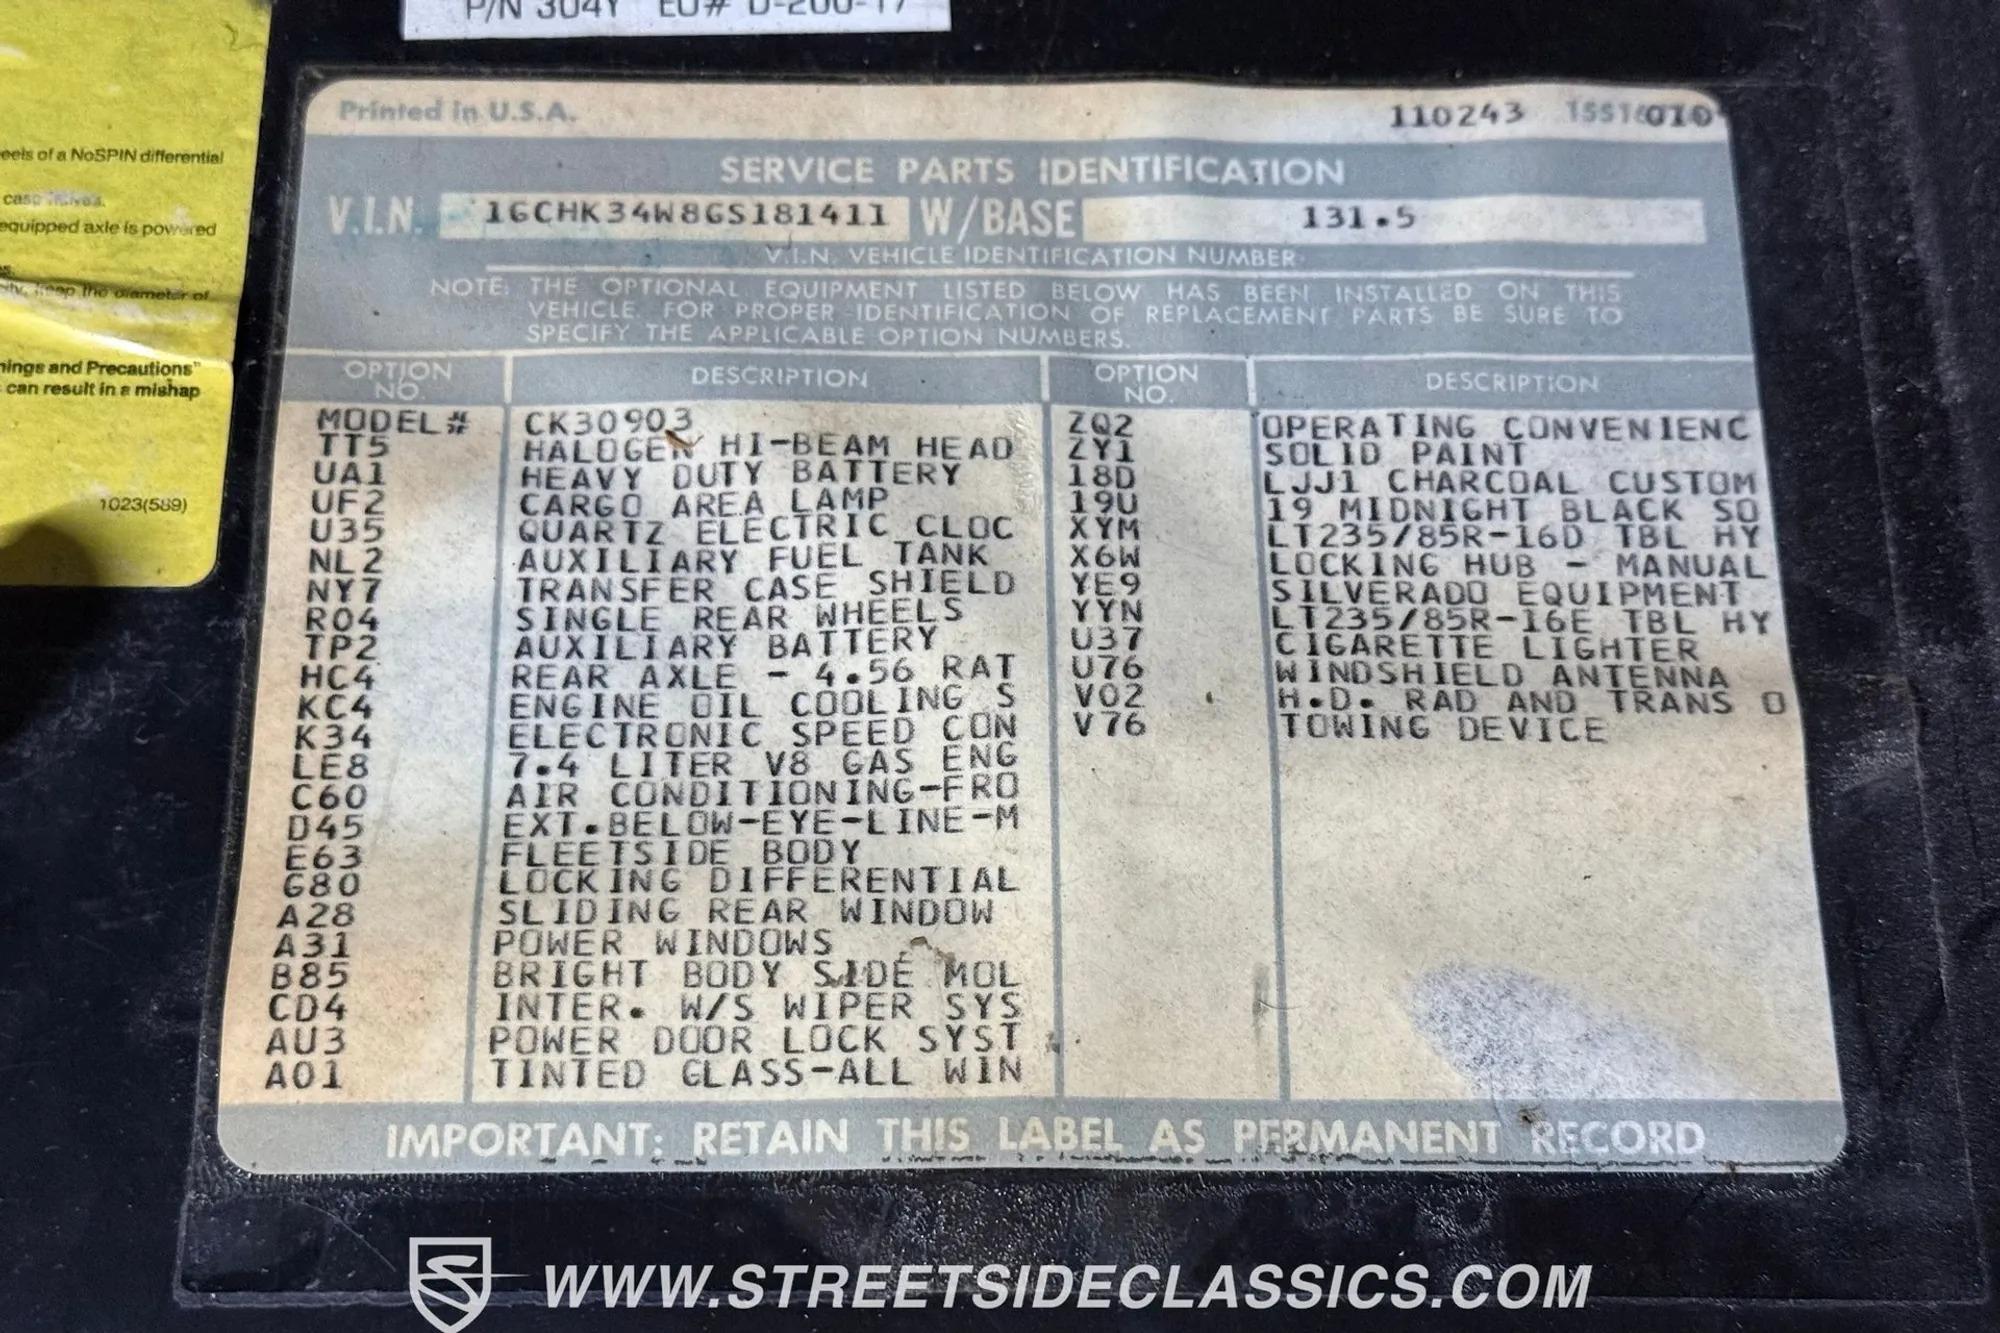 P/N 304Y EO# D-200-17
eels of a NoSPIN differential
case
equipped axle is powered
keep the diameter of
nings and Precautions"
can result in a mishap
1023(589)
Printed in U.S.A. 110243
SERVICE PARTS IDENTIFICATION
V.I.N. 1GCHK34W8GS181411 W/BASE 131.5
V.I.N. VEHICLE IDENTIFICATION NUMBER
NOTE: THE OPTIONAL EQUIPMENT LISTED BELOW HAS BEEN INSTALLED ON THIS
VEHICLE. FOR PROPER IDENTIFICATION OF REPLACEMENT PARTS BE SURE TO
SPECIFY THE APPLICABLE OPTION NUMBERS.
OPTION NO. DESCRIPTION OPTION NO. DESCRIPTION
MODEL# CK30903 ZQ2 OPERATING CONVENIENC
TT5 HALOGEN HI-BEAM HEAD ZY1 SOLID PAINT
UA1 HEAVY DUTY BATTERY 18D LJJ1 CHARCOAL CUSTOM
UF2 CARGO AREA LAMP 19U 19 MIDNIGHT BLACK SO
U35 QUARTZ ELECTRIC CLOC XYM LT235/85R-16D TBL HY
NL2 AUXILIARY FUEL TANK X6W LOCKING HUB - MANUAL
NY7 TRANSFER CASE SHIELD YE9 SILVERADO EQUIPMENT
R04 SINGLE REAR WHEELS YYN LT235/85R-16E TBL HY
TP2 AUXILIARY BATTERY U37 CIGARETTE LIGHTER
HC4 REAR AXLE - 4.56 RAT U76 WINDSHIELD ANTENNA
KC4 ENGINE OIL COOLING S V02 H.D. RAD AND TRANS O
K34 ELECTRONIC SPEED CON V76 TOWING DEVICE
LE8 7.4 LITER V8 GAS ENG
C60 AIR CONDITIONING-FRO
D45 EXT.BELOW-EYE-LINE-M
E63 FLEETSIDE BODY
G80 LOCKING DIFFERENTIAL
A28 SLIDING REAR WINDOW
A31 POWER WINDOWS
B85 BRIGHT BODY SIDE MOL
CD4 INTER. W/S WIPER SYS
AU3 POWER DOOR LOCK SYST
A01 TINTED GLASS-ALL WIN
IMPORTANT: RETAIN THIS LABEL AS PERMANENT RECORD
WWW.STREETSIDECLASSICS.COM